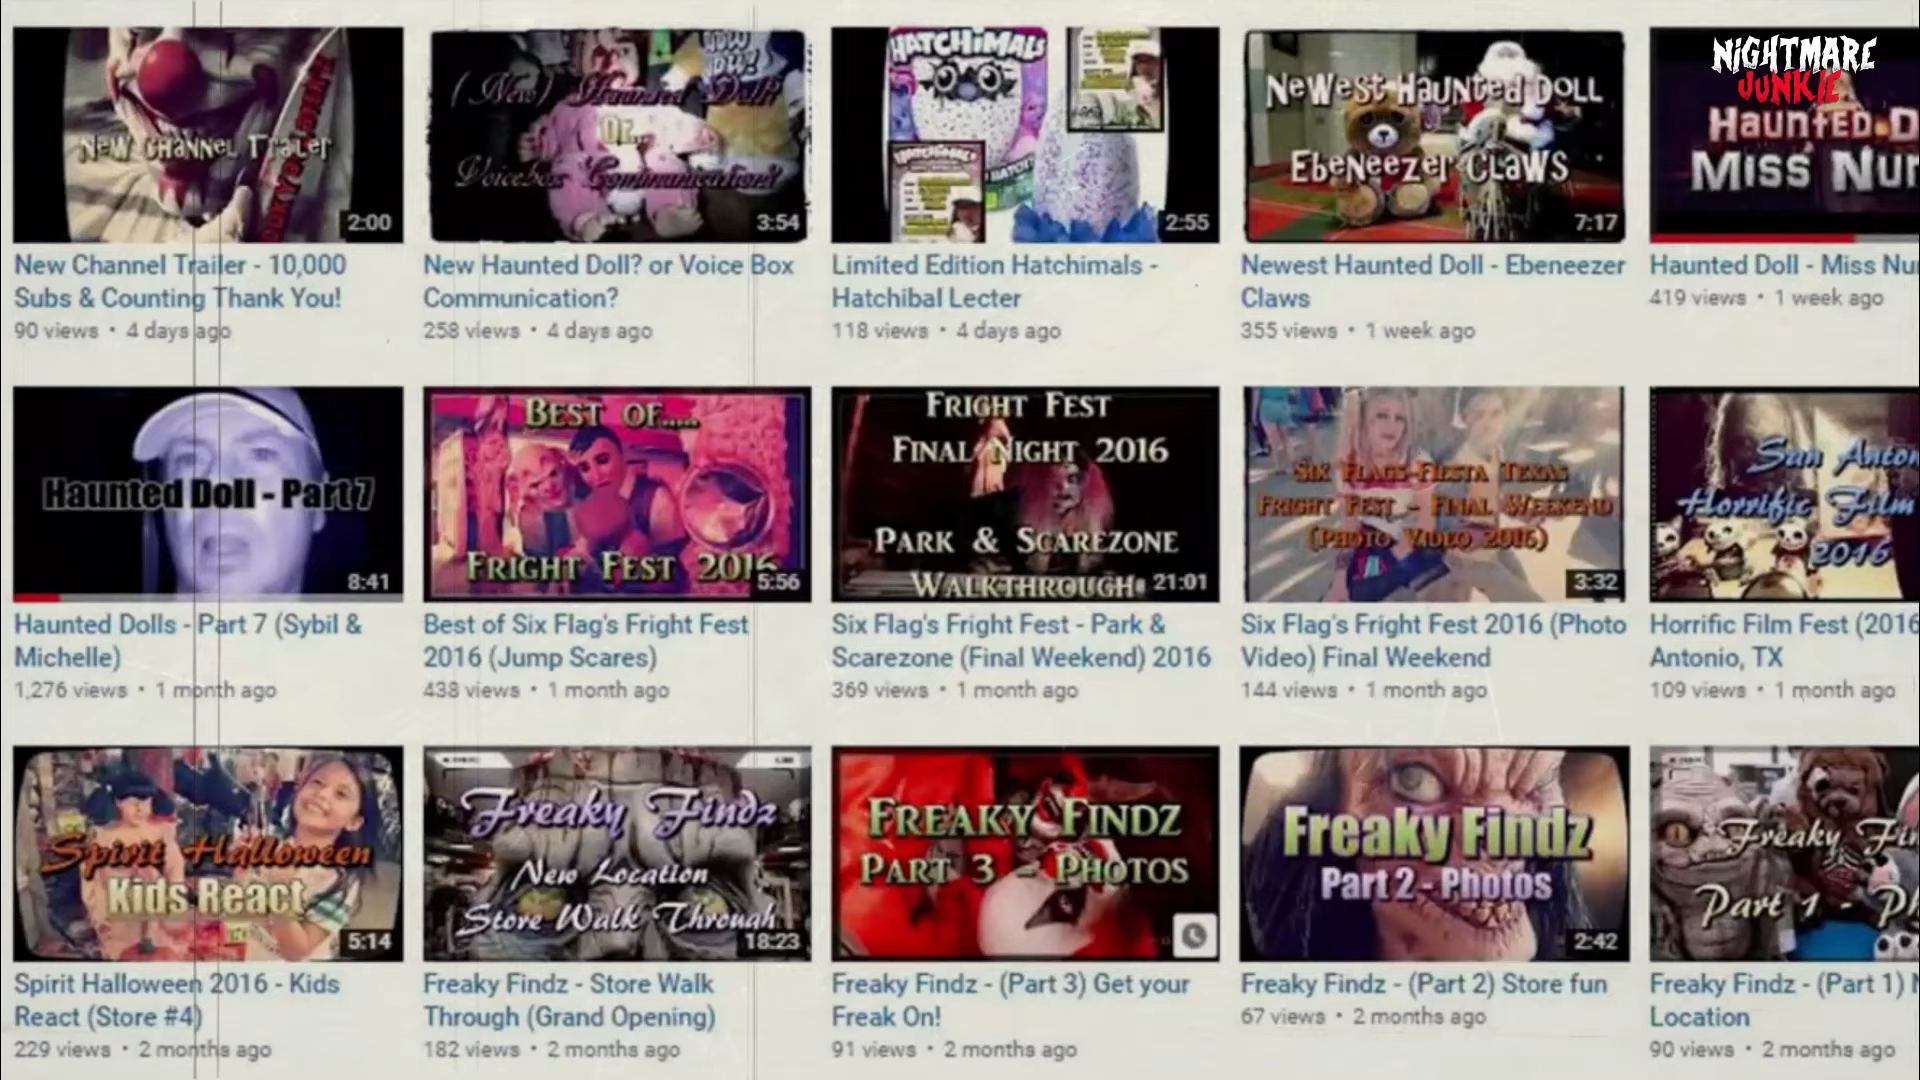 NIGHTMARE
JUNKIE
NEW CHANNEL TRAILER
2:00
(New) Haunted Doll?
Or...
Voicebox Communication?
3:54
HATCHiMALS
2:55
Newest Haunted Doll
Ebeneezer Claws
7:17
Haunted D
Miss Nur
New Channel Trailer - 10,000
Subs & Counting Thank You!
90 views • 4 days ago
New Haunted Doll? or Voice Box
Communication?
258 views • 4 days ago
Limited Edition Hatchimals -
Hatchibal Lecter
118 views • 4 days ago
Newest Haunted Doll - Ebeneezer
Claws
355 views • 1 week ago
Haunted Doll - Miss Nu
419 views • 1 week ago
Haunted Doll - Part 7
8:41
BEST OF.....
FRIGHT FEST 2016
5:56
FRIGHT FEST
FINAL NIGHT 2016
PARK & SCAREZONE
WALKTHROUGH
21:01
SIX FLAGS-FIESTA TEXAS
FRIGHT FEST - FINAL WEEKEND
(PHOTO VIDEO 2016)
3:32
San Anton
Horrific Film
2016
Haunted Dolls - Part 7 (Sybil &
Michelle)
1,276 views • 1 month ago
Best of Six Flag's Fright Fest
2016 (Jump Scares)
438 views • 1 month ago
Six Flag's Fright Fest - Park &
Scarezone (Final Weekend) 2016
369 views • 1 month ago
Six Flag's Fright Fest 2016 (Photo
Video) Final Weekend
144 views • 1 month ago
Horrific Film Fest (2016
Antonio, TX
109 views • 1 month ago
Spirit Halloween
Kids React
5:14
Freaky Findz
New Location
Store Walk Through
18:23
FREAKY FINDZ
PART 3 - PHOTOS
Freaky Findz
Part 2 - Photos
2:42
Freaky Fin
Part 1 - Ph
Spirit Halloween 2016 - Kids
React (Store #4)
229 views • 2 months ago
Freaky Findz - Store Walk
Through (Grand Opening)
182 views • 2 months ago
Freaky Findz - (Part 3) Get your
Freak On!
91 views • 2 months ago
Freaky Findz - (Part 2) Store fun
67 views • 2 months ago
Freaky Findz - (Part 1) N
Location
90 views • 2 months ago